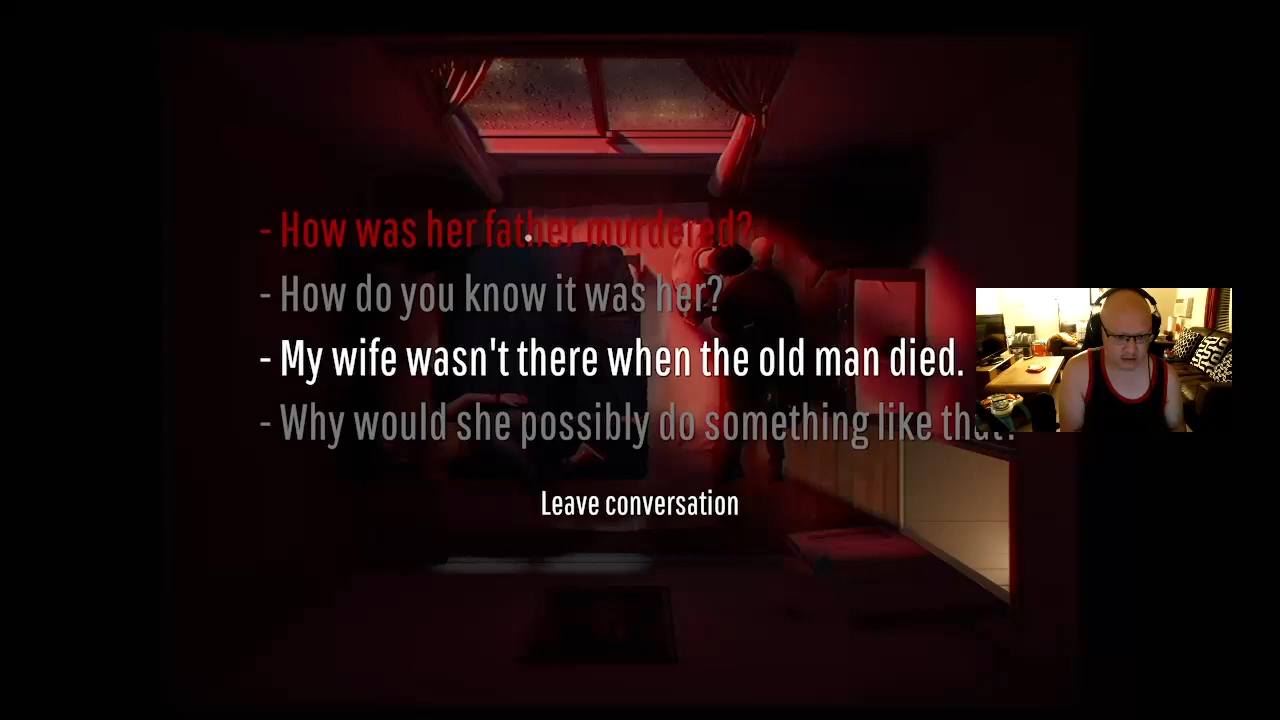 - How was her father murdered?
- How do you know it was her?
- My wife wasn't there when the old man died.
- Why would she possibly do something like that?
Leave conversation